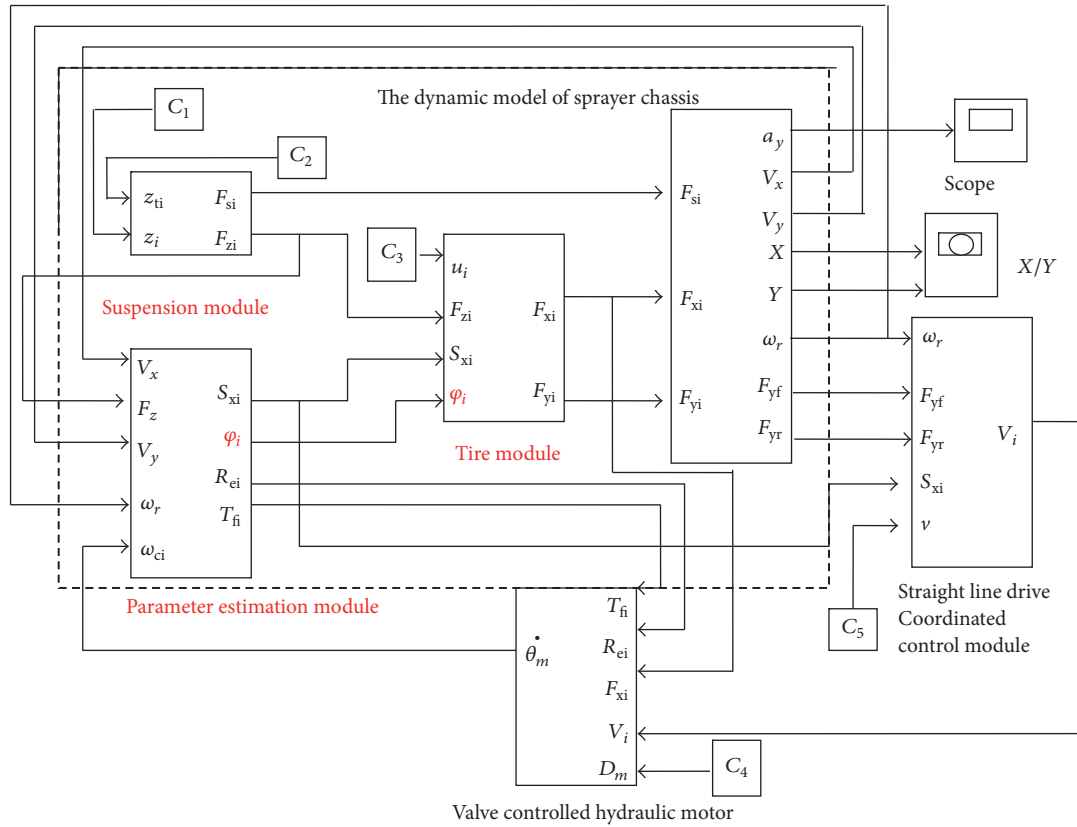 The dynamic model of sprayer chassis
C₁
C₂
z_ti
z_i
F_si
F_zi
Suspension module
C₃
u_i
F_zi
S_xi
φ_i
F_xi
F_yi
Tire module
V_x
F_z
V_y
ω_r
ω_ci
S_xi
φ_i
R_ei
T_fi
Parameter estimation module
F_si
F_xi
F_yi
a_y
V_x
V_y
X
Y
ω_r
F_yf
F_yr
Scope
X/Y
ω_r
F_yf
F_yr
S_xi
v
V_i
Straight line drive
Coordinated
control module
C₅
θ̇_m
T_fi
R_ei
F_xi
V_i
D_m
C₄
Valve controlled hydraulic motor